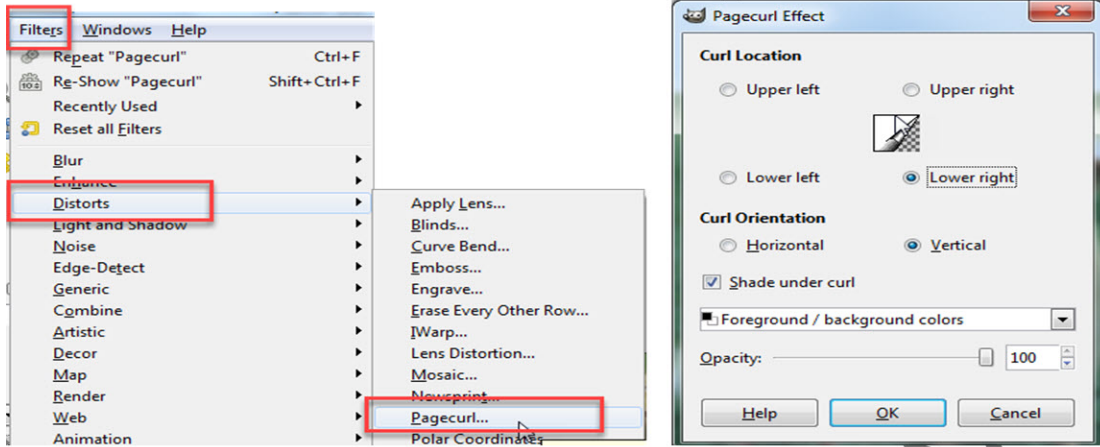 Filters Windows Help
Repeat "Pagecurl" Ctrl+F
Re-Show "Pagecurl" Shift+Ctrl+F
Recently Used
Reset all Filters
Blur
Enhance
Distorts
Light and Shadow
Noise
Edge-Detect
Generic
Combine
Artistic
Decor
Map
Render
Web
Animation
Apply Lens...
Blinds...
Curve Bend...
Emboss...
Engrave...
Erase Every Other Row...
IWarp...
Lens Distortion...
Mosaic...
Newsprint...
Pagecurl...
Polar Coordinates
Pagecurl Effect
Curl Location
Upper left Upper right
Lower left Lower right
Curl Orientation
Horizontal Vertical
Shade under curl
Foreground / background colors
Opacity: 100
Help OK Cancel